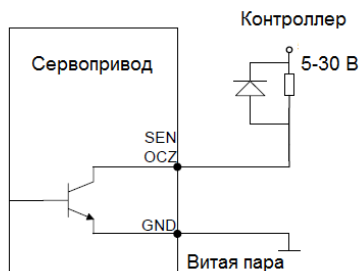 Контроллер
5-30 В
Сервопривод
SEN
OCZ
GND
Витая пара